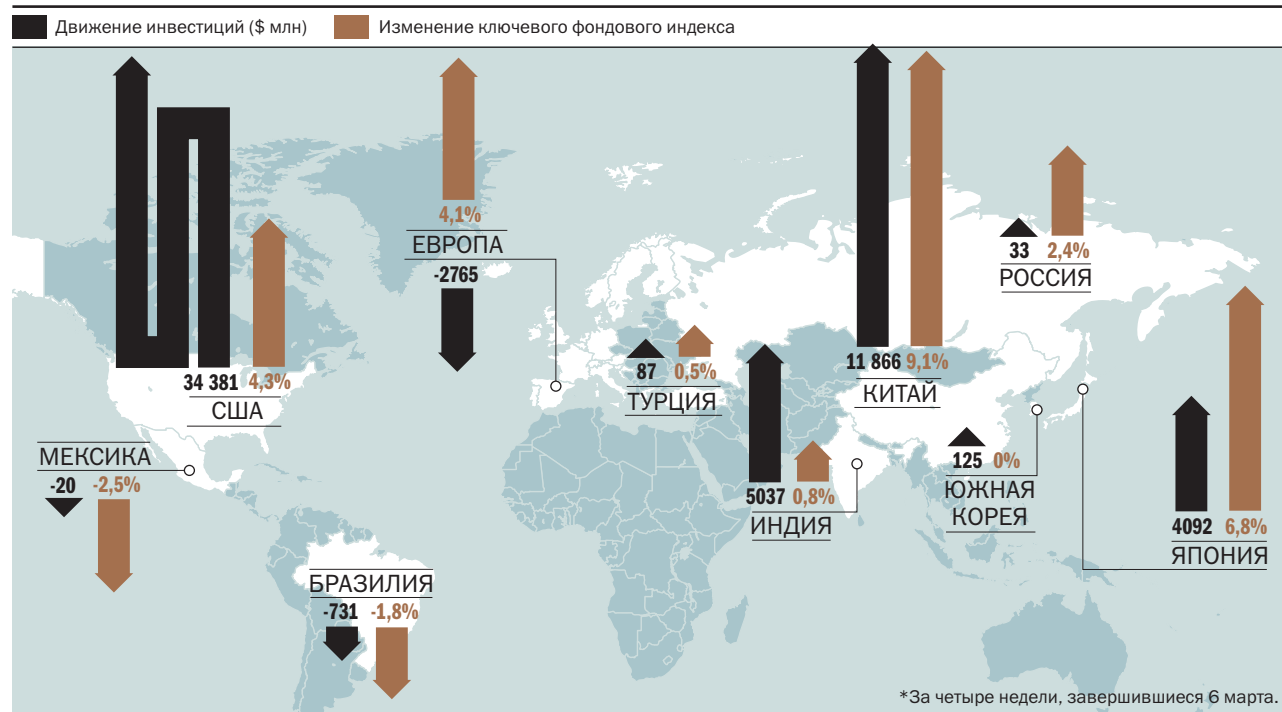 Движение инвестиций ($ млн)
Изменение ключевого фондового индекса
34 381 4,3%
США
4,1%
ЕВРОПА
-2765
МЕКСИКА
-20 -2,5%
БРАЗИЛИЯ
-731 -1,8%
87 0,5%
ТУРЦИЯ
5037 0,8%
ИНДИЯ
11 866 9,1%
КИТАЙ
33 2,4%
РОССИЯ
125 0%
ЮЖНАЯ
КОРЕЯ
4092 6,8%
ЯПОНИЯ
*За четыре недели, завершившиеся 6 марта.